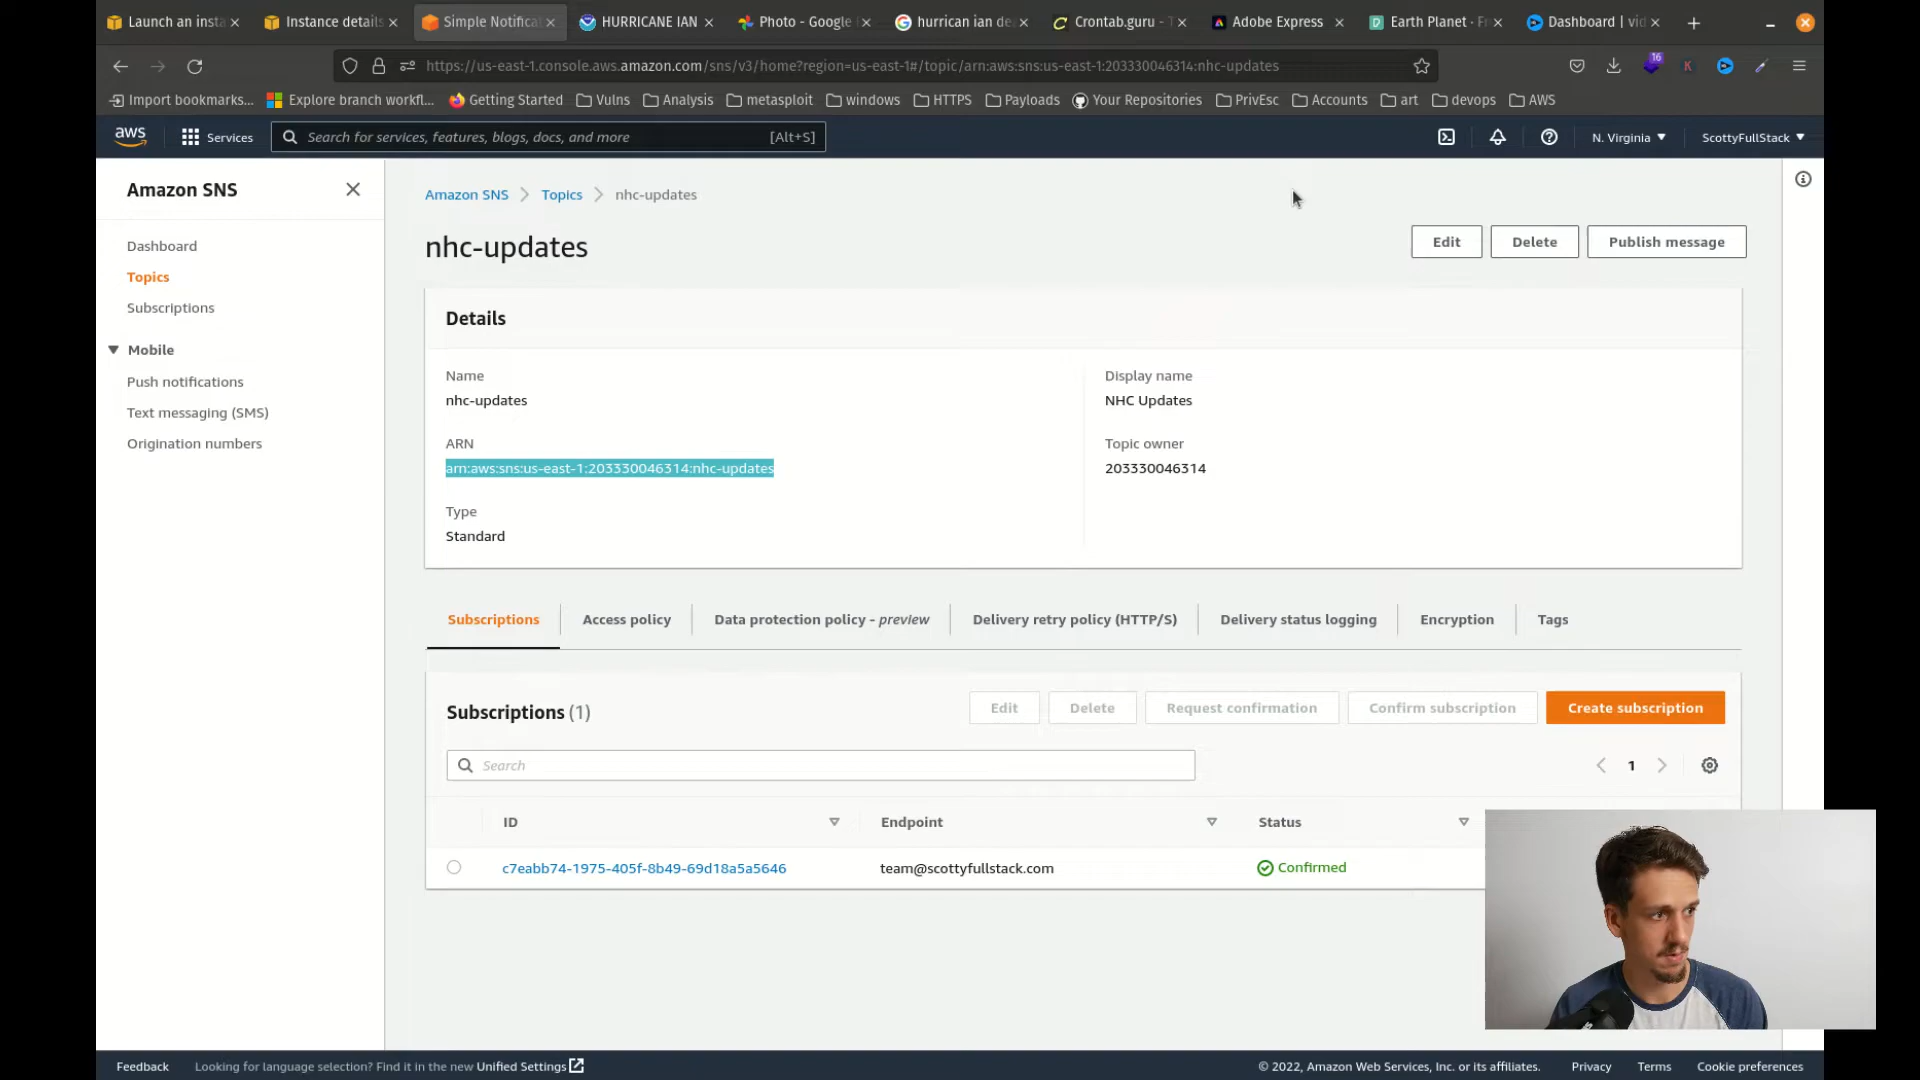 Launch an insta
Instance details
Simple Notificat
HURRICANE IAN
Photo - Google
hurrican ian de
Crontab.guru - T
Adobe Express
Earth Planet · Fr
Dashboard | vid
https://us-east-1.console.aws.amazon.com/sns/v3/home?region=us-east-1#/topic/arn:aws:sns:us-east-1:203330046314:nhc-updates
16
K
Import bookmarks...
Explore branch workfl...
Getting Started
Vulns
Analysis
metasploit
windows
HTTPS
Payloads
Your Repositories
PrivEsc
Accounts
art
devops
AWS
aws
Services
Search for services, features, blogs, docs, and more
[Alt+S]
N. Virginia
ScottyFullStack
Amazon SNS
Dashboard
Topics
Subscriptions
Mobile
Push notifications
Text messaging (SMS)
Origination numbers
Amazon SNS
Topics
nhc-updates
nhc-updates
Edit
Delete
Publish message
Details
Name
nhc-updates
Display name
NHC Updates
ARN
arn:aws:sns:us-east-1:203330046314:nhc-updates
Topic owner
203330046314
Type
Standard
Subscriptions
Access policy
Data protection policy - preview
Delivery retry policy (HTTP/S)
Delivery status logging
Encryption
Tags
Subscriptions (1)
Edit
Delete
Request confirmation
Confirm subscription
Create subscription
Search
1
ID
Endpoint
Status
c7eabb74-1975-405f-8b49-69d18a5a5646
team@scottyfullstack.com
Confirmed
Feedback
Looking for language selection? Find it in the new Unified Settings
© 2022, Amazon Web Services, Inc. or its affiliates.
Privacy
Terms
Cookie preferences